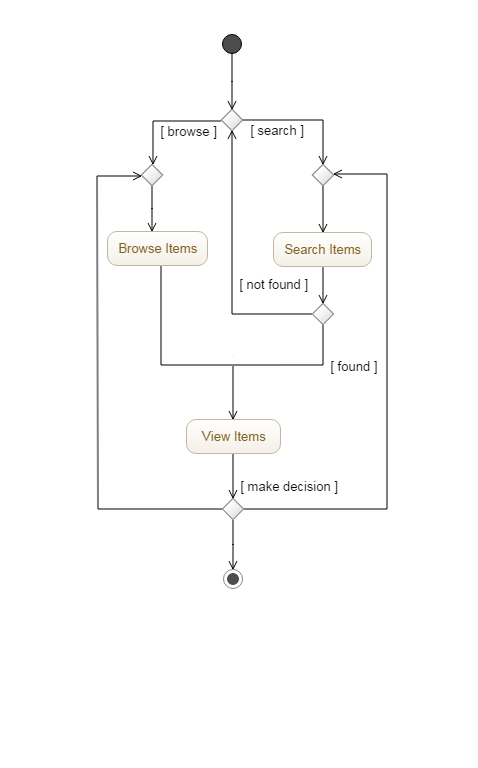 [ browse ]
[ search ]
Browse Items
Search Items
[ not found ]
[ found ]
View Items
[ make decision ]